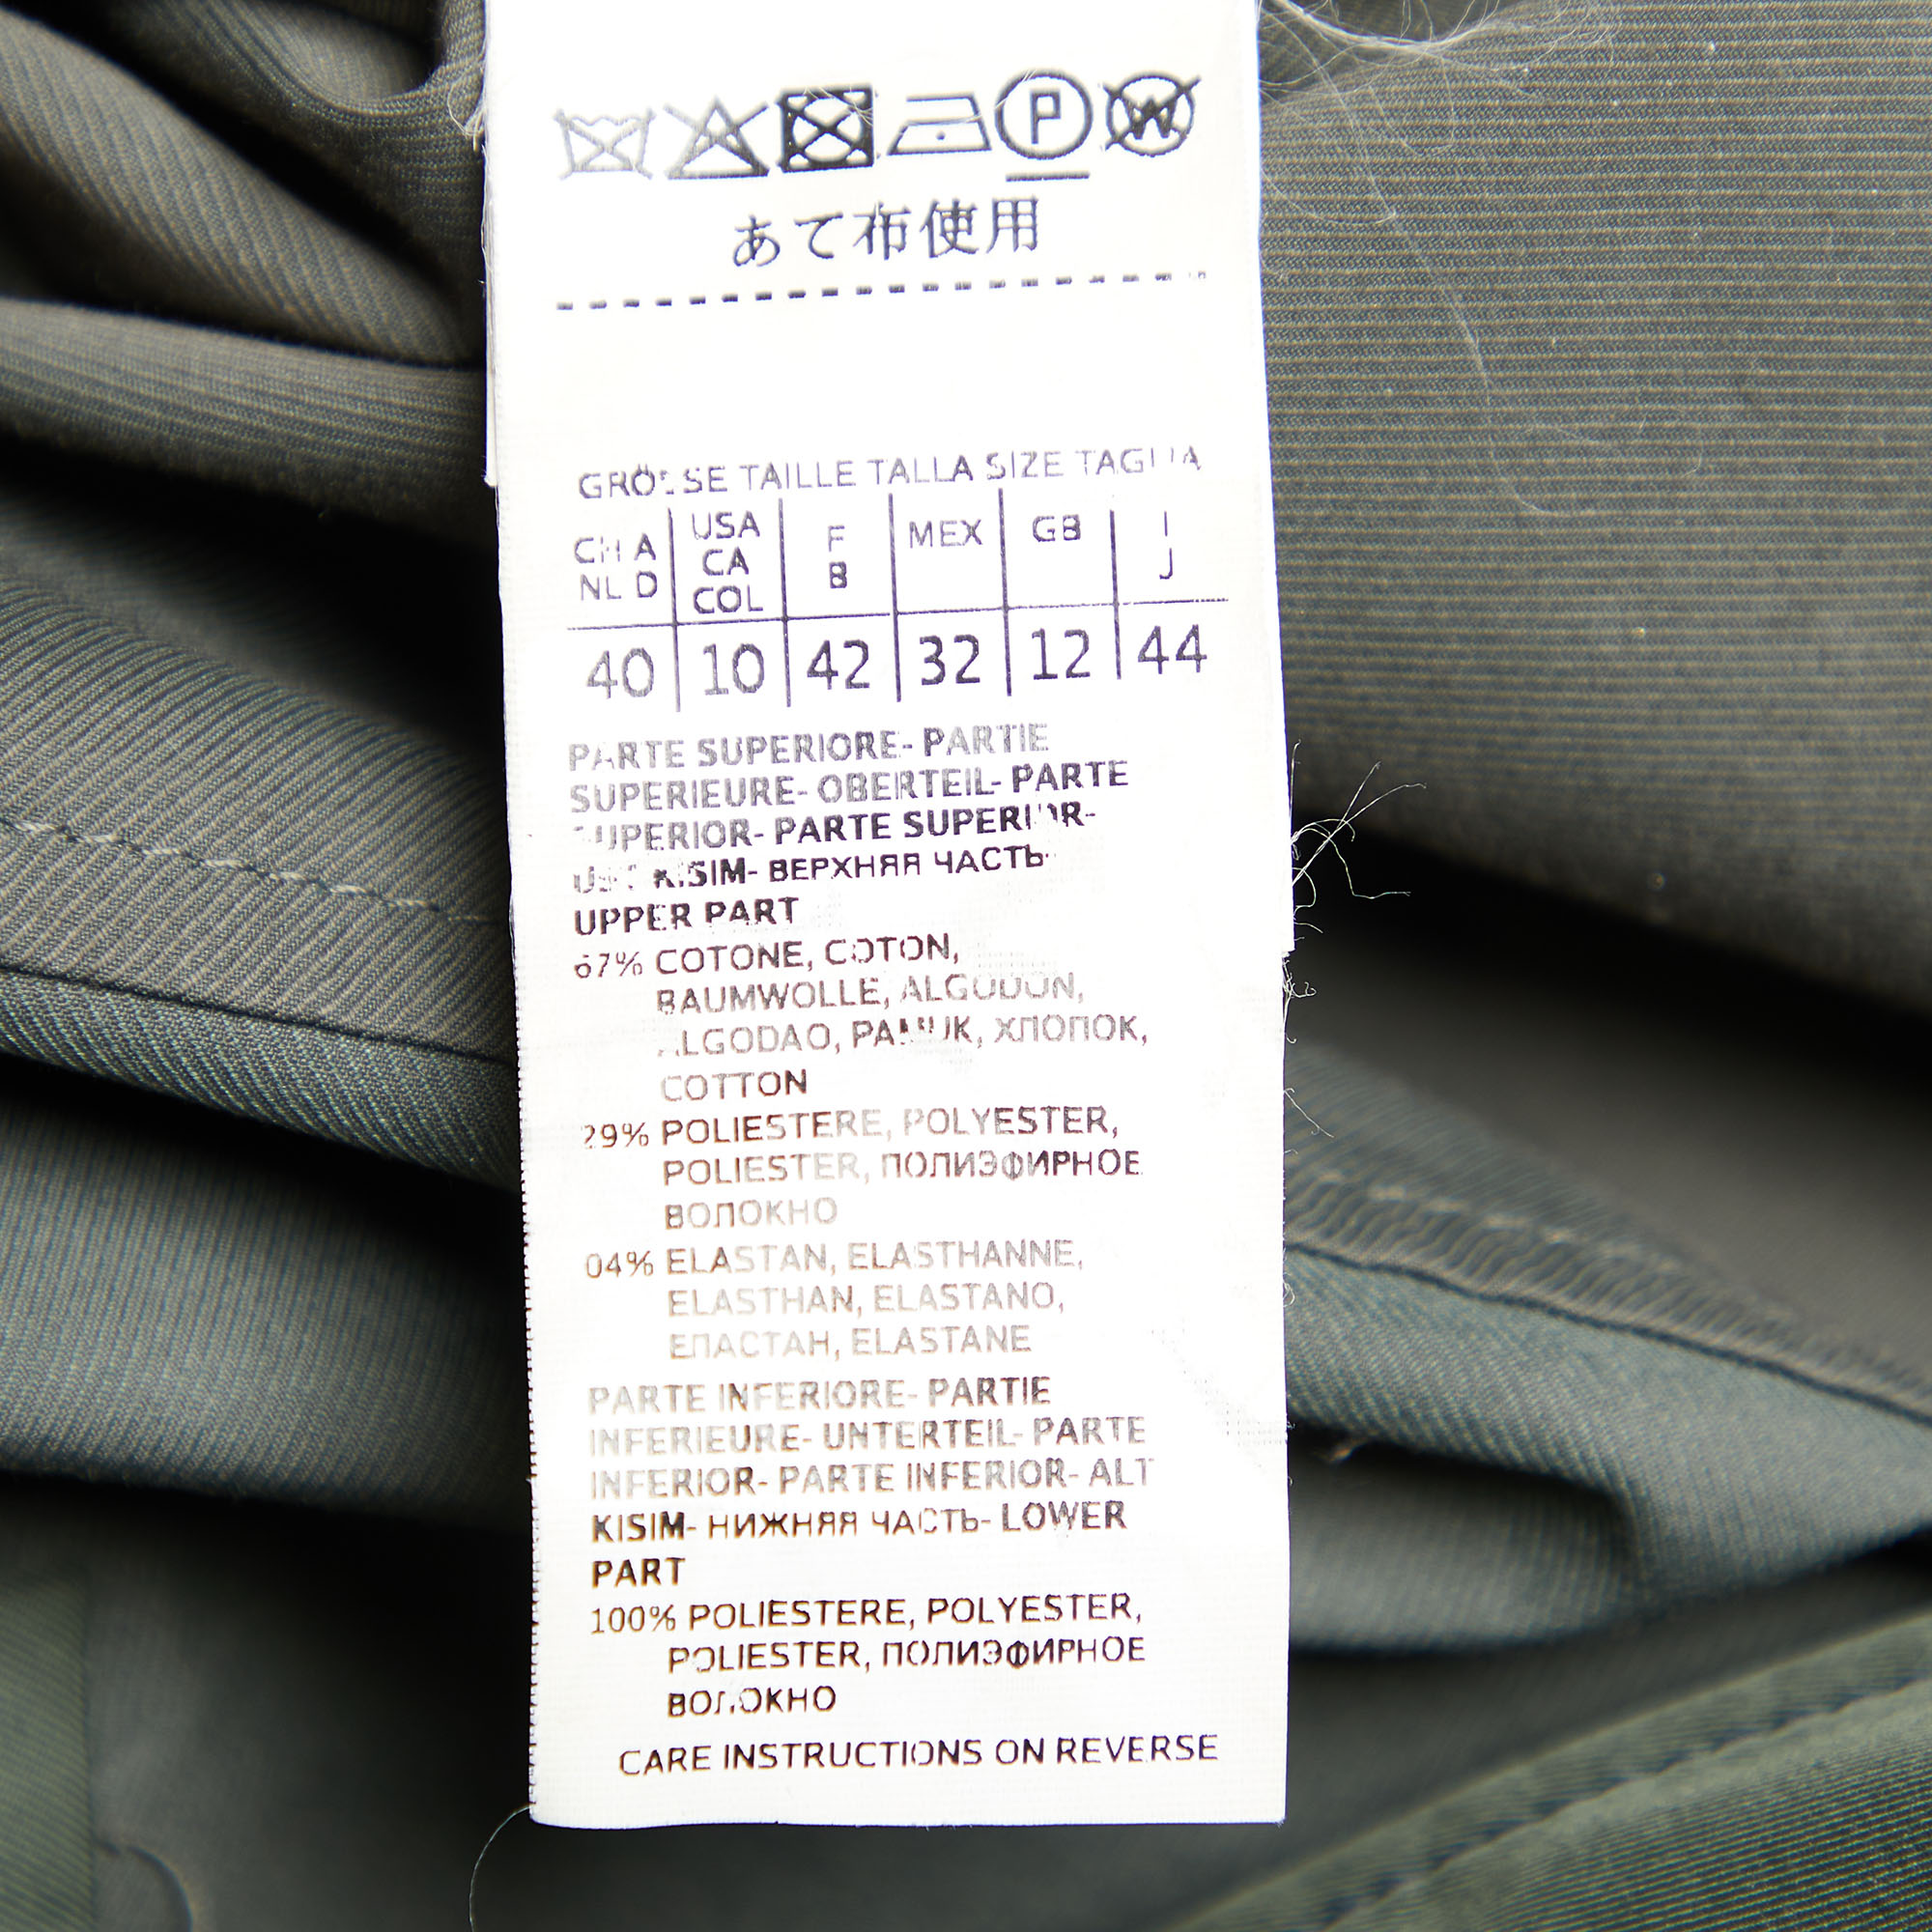 P W
あて布使用
GRÖSSE TAILLE TALLA SIZE TAGLIA
CH A NL D USA CA COL F B MEX GB I J
40 10 42 32 12 44
PARTE SUPERIORE- PARTIE
SUPERIEURE- OBERTEIL- PARTE
SUPERIOR- PARTE SUPERIOR-
KISIM- ВЕРХНЯЯ ЧАСТЬ-
UPPER PART
67% COTONE, COTON,
BAUMWOLLE, ALGODON,
ALGODAO, PAMUK, ХЛОПОК,
COTTON
29% POLIESTERE, POLYESTER,
POLIESTER, ПОЛИЭФИРНОЕ
ВОЛОКНО
04% ELASTAN, ELASTHANNE,
ELASTHAN, ELASTANO,
ЕПАСТАН, ELASTANE
PARTE INFERIORE- PARTIE
INFERIEURE- UNTERTEIL- PARTE
INFERIOR- PARTE INFERIOR- ALT
KISIM- НИЖНЯЯ ЧАСТЬ- LOWER
PART
100% POLIESTERE, POLYESTER,
POLIESTER, ПОЛИЭФИРНОЕ
ВОЛОКНО
CARE INSTRUCTIONS ON REVERSE